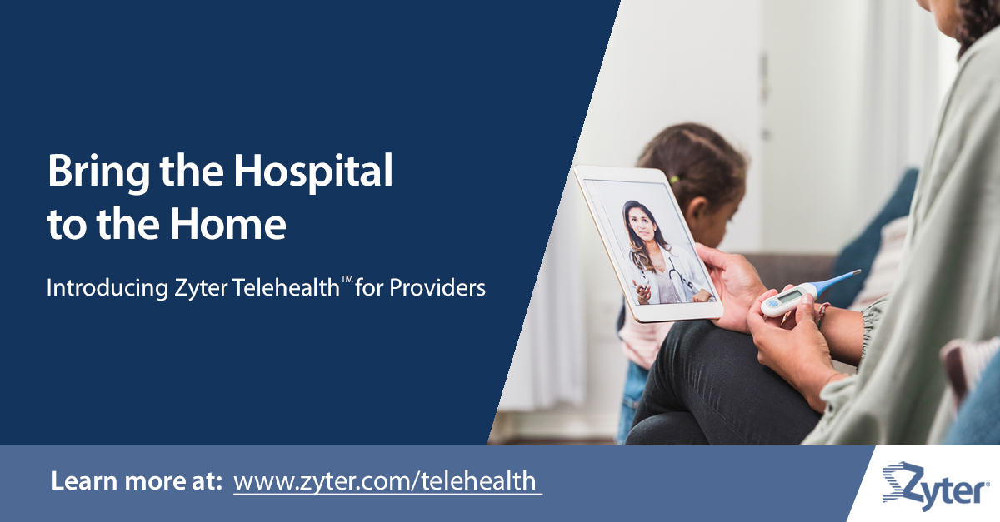 Bring the Hospital
to the Home
Introducing Zyter Telehealth™ for Providers
Learn more at: www.zyter.com/telehealth
Zyter®